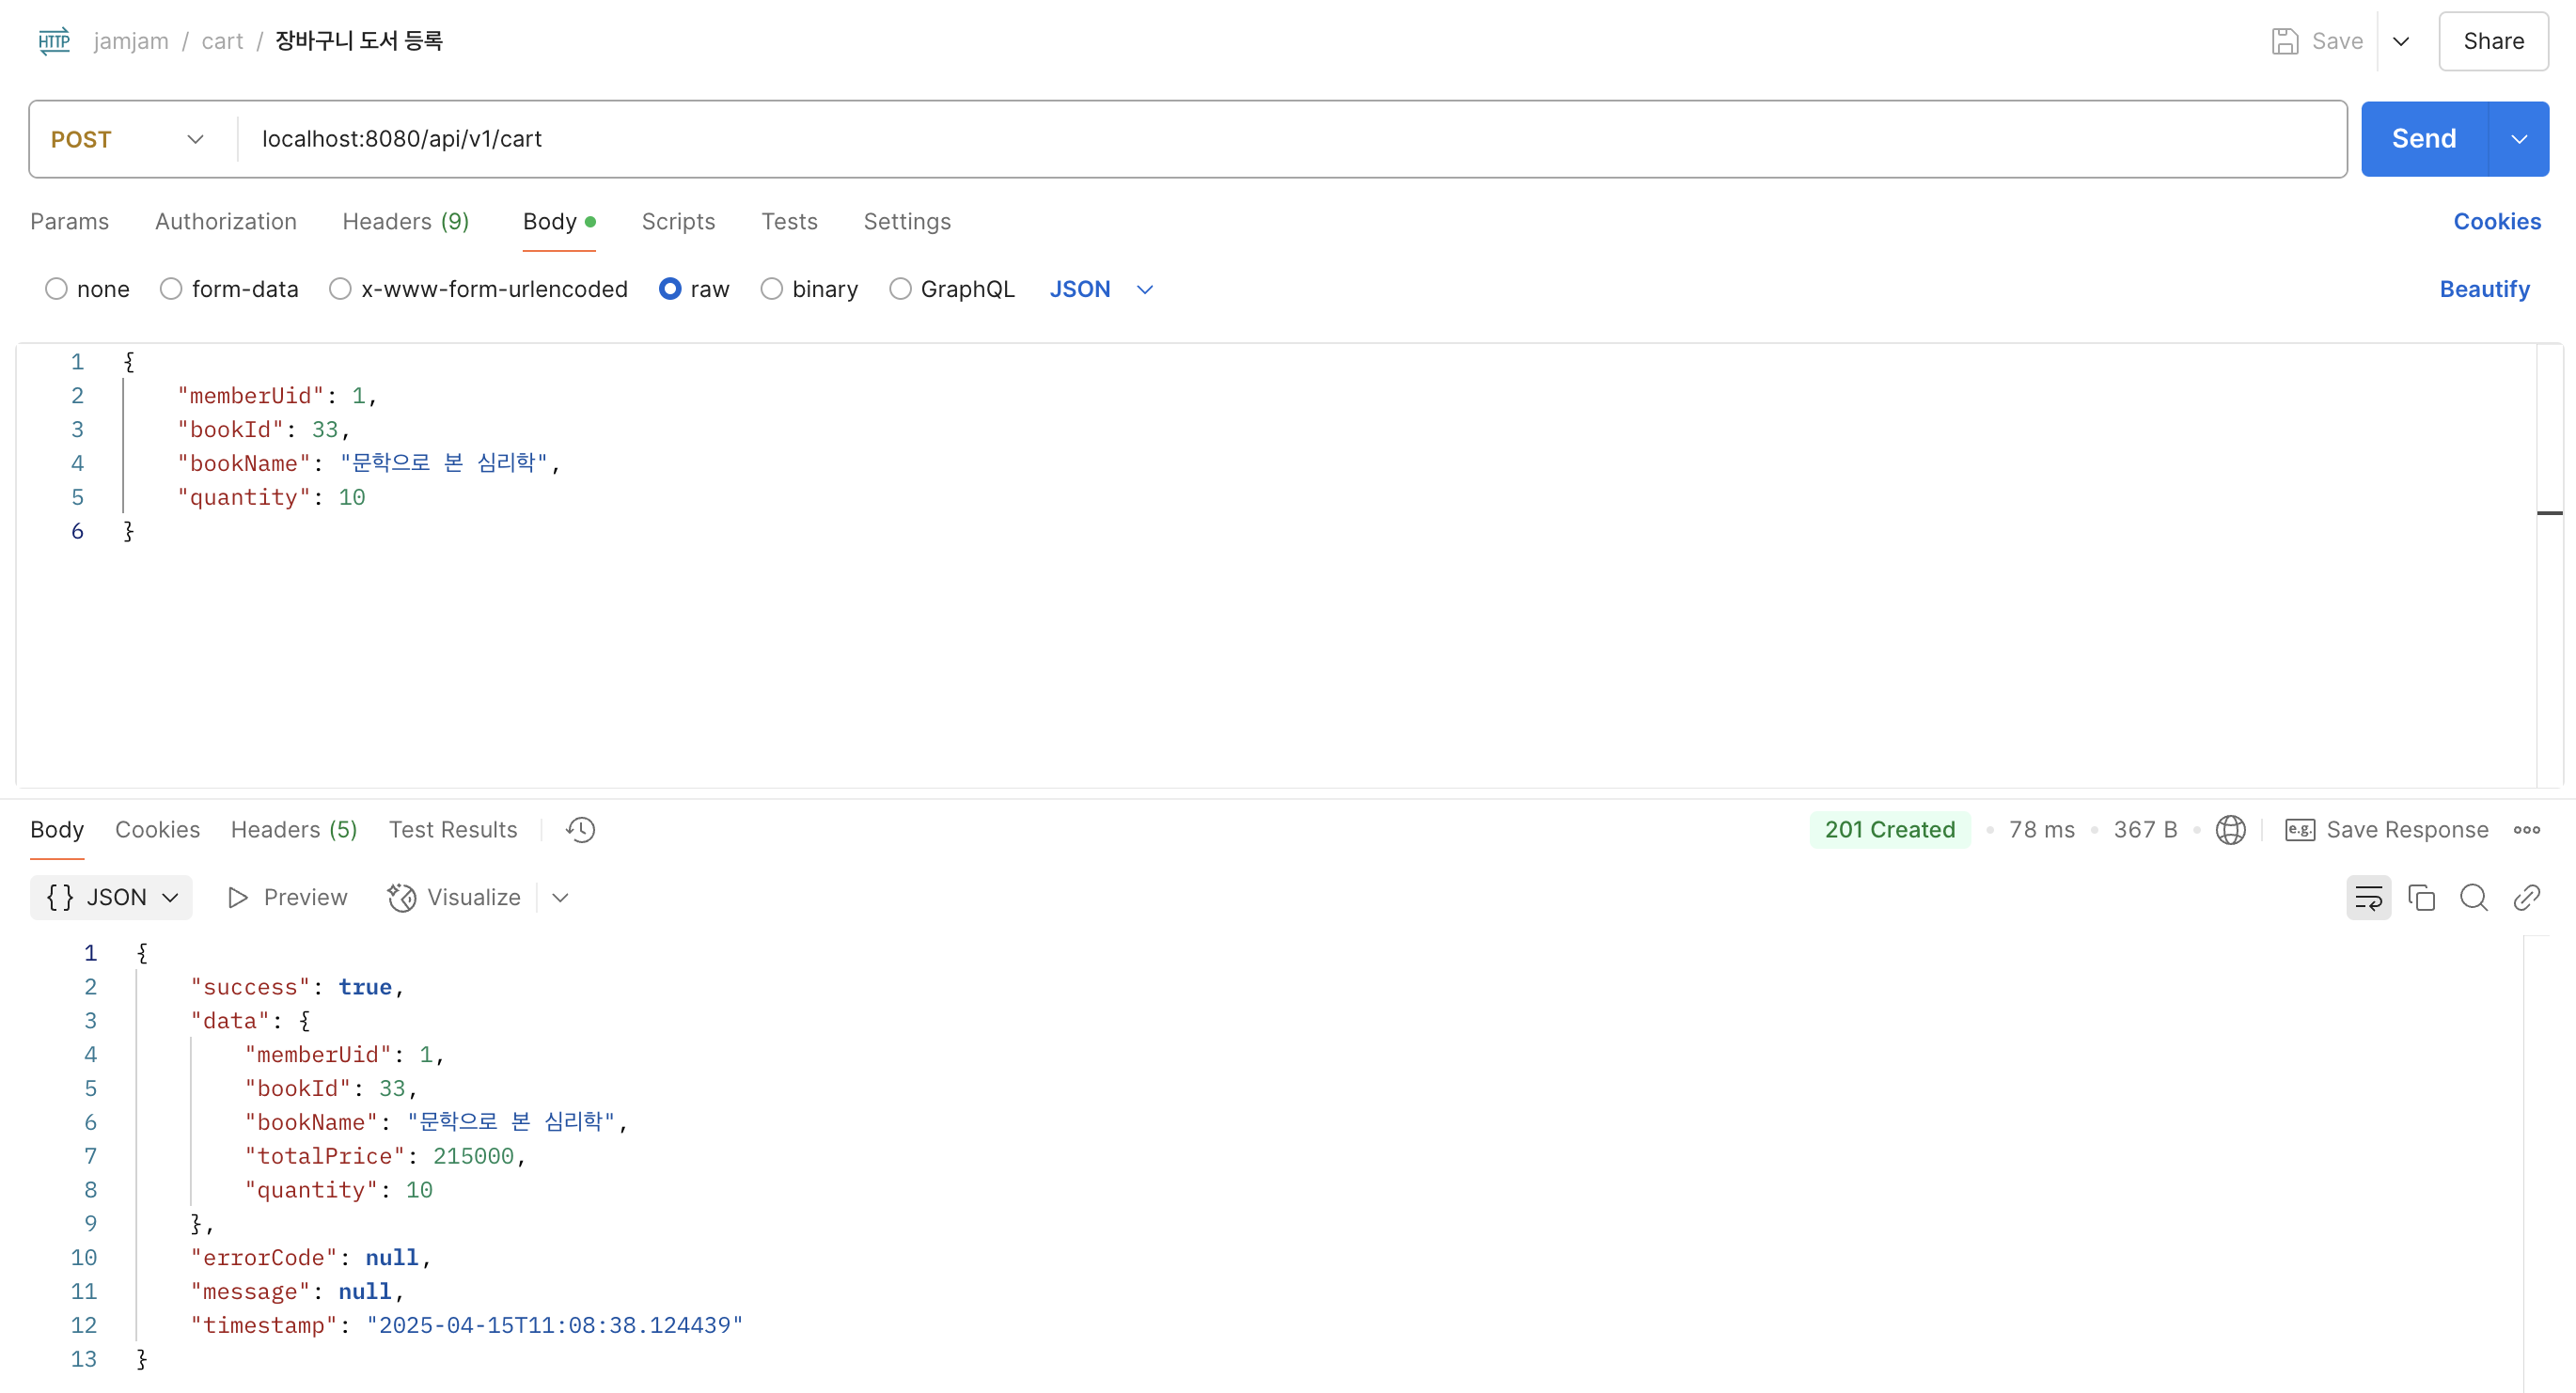 HTTP jamjam / cart / 장바구니 도서 등록 Save Share
POST localhost:8080/api/v1/cart Send
Params Authorization Headers (9) Body Scripts Tests Settings Cookies
none form-data x-www-form-urlencoded raw binary GraphQL JSON Beautify
1 {
2 "memberUid": 1,
3 "bookId": 33,
4 "bookName": "문학으로 본 심리학",
5 "quantity": 10
6 }
Body Cookies Headers (5) Test Results 201 Created • 78 ms • 367 B • e.g. Save Response
{} JSON Preview Visualize
1 {
2 "success": true,
3 "data": {
4 "memberUid": 1,
5 "bookId": 33,
6 "bookName": "문학으로 본 심리학",
7 "totalPrice": 215000,
8 "quantity": 10
9 },
10 "errorCode": null,
11 "message": null,
12 "timestamp": "2025-04-15T11:08:38.124439"
13 }